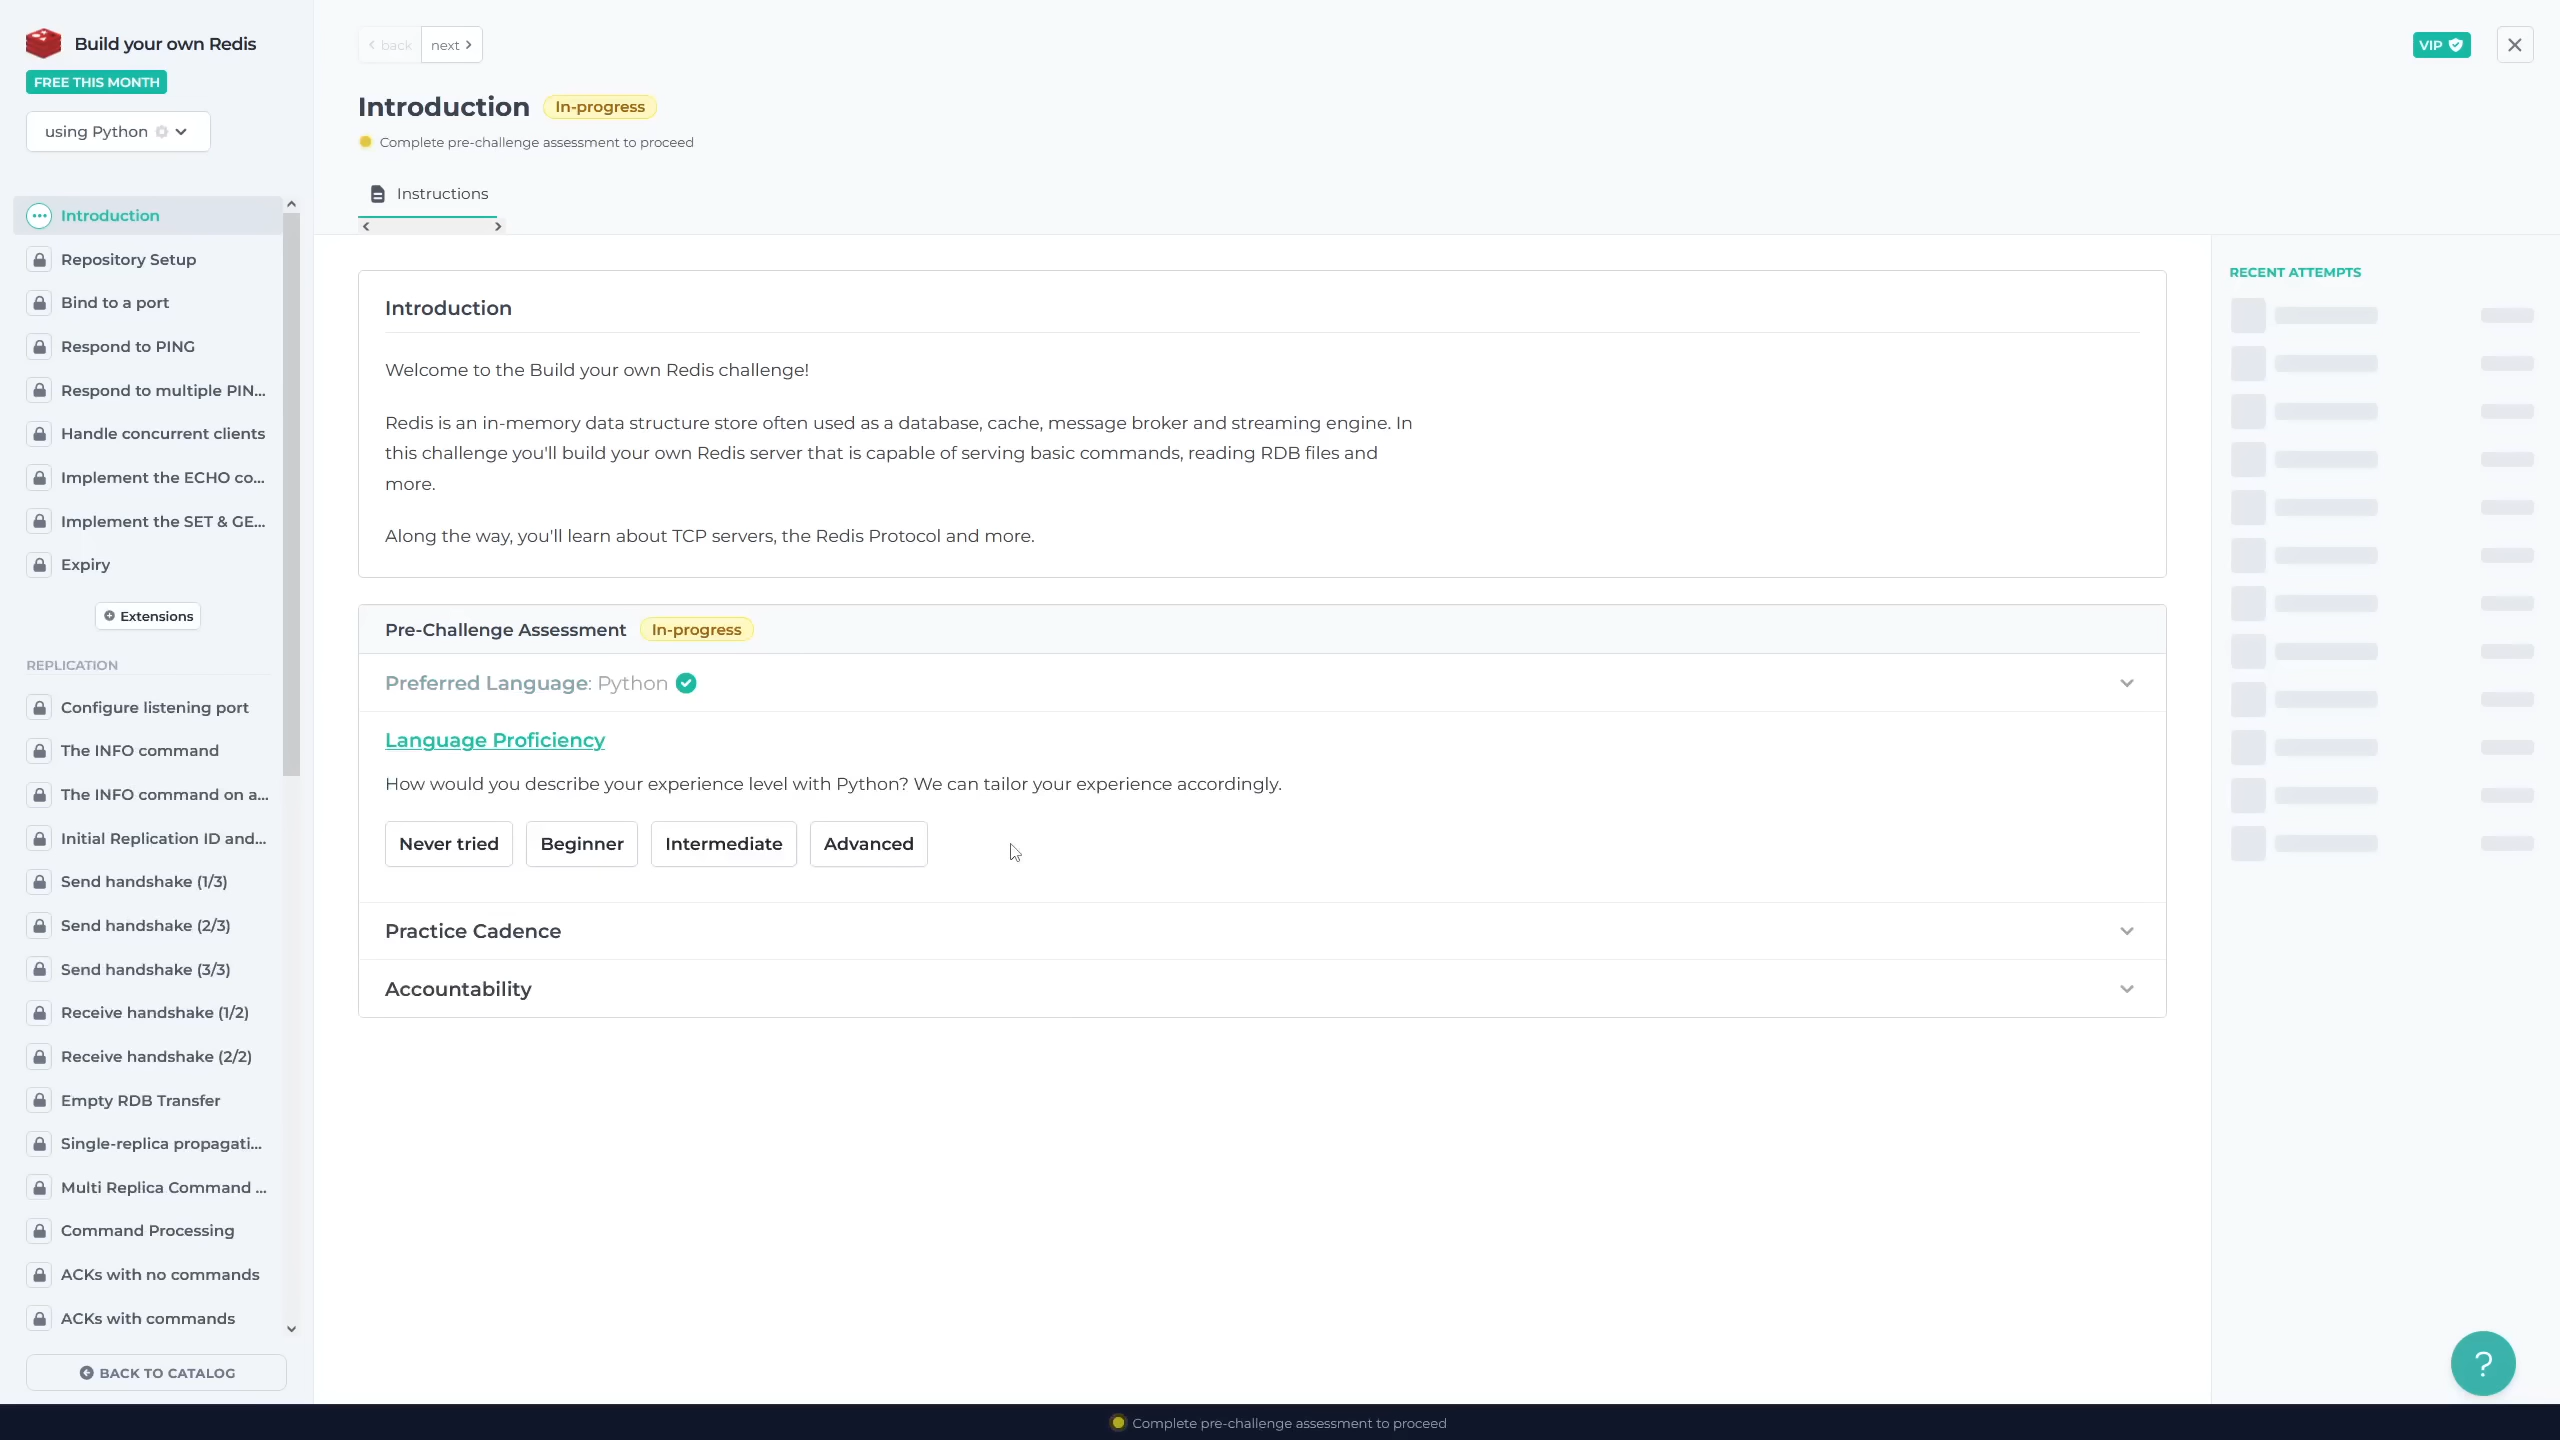 Build your own Redis
FREE THIS MONTH
using Python
Introduction
Repository Setup
Bind to a port
Respond to PING
Respond to multiple PIN...
Handle concurrent clients
Implement the ECHO co...
Implement the SET & GE...
Expiry
Extensions
REPLICATION
Configure listening port
The INFO command
The INFO command on a...
Initial Replication ID and...
Send handshake (1/3)
Send handshake (2/3)
Send handshake (3/3)
Receive handshake (1/2)
Receive handshake (2/2)
Empty RDB Transfer
Single-replica propagati...
Multi Replica Command ...
Command Processing
ACKs with no commands
ACKs with commands
BACK TO CATALOG
back next
VIP
Introduction In-progress
Complete pre-challenge assessment to proceed
Instructions
Introduction
Welcome to the Build your own Redis challenge!
Redis is an in-memory data structure store often used as a database, cache, message broker and streaming engine. In
this challenge you'll build your own Redis server that is capable of serving basic commands, reading RDB files and
more.
Along the way, you'll learn about TCP servers, the Redis Protocol and more.
Pre-Challenge Assessment In-progress
Preferred Language: Python
Language Proficiency
How would you describe your experience level with Python? We can tailor your experience accordingly.
Never tried Beginner Intermediate Advanced
Practice Cadence
Accountability
RECENT ATTEMPTS
?
Complete pre-challenge assessment to proceed